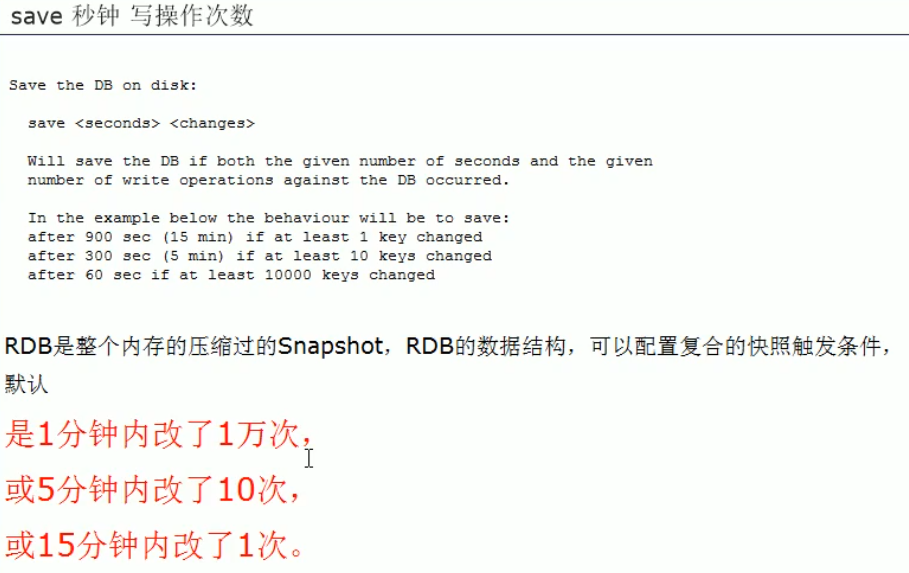 save 秒钟 写操作次数
Save the DB on disk:
save <seconds> <changes>
Will save the DB if both the given number of seconds and the given
number of write operations against the DB occurred.
In the example below the behaviour will be to save:
after 900 sec (15 min) if at least 1 key changed
after 300 sec (5 min) if at least 10 keys changed
after 60 sec if at least 10000 keys changed
RDB是整个内存的压缩过的Snapshot，RDB的数据结构，可以配置复合的快照触发条件，
默认
是1分钟内改了1万次，
或5分钟内改了10次，
或15分钟内改了1次。